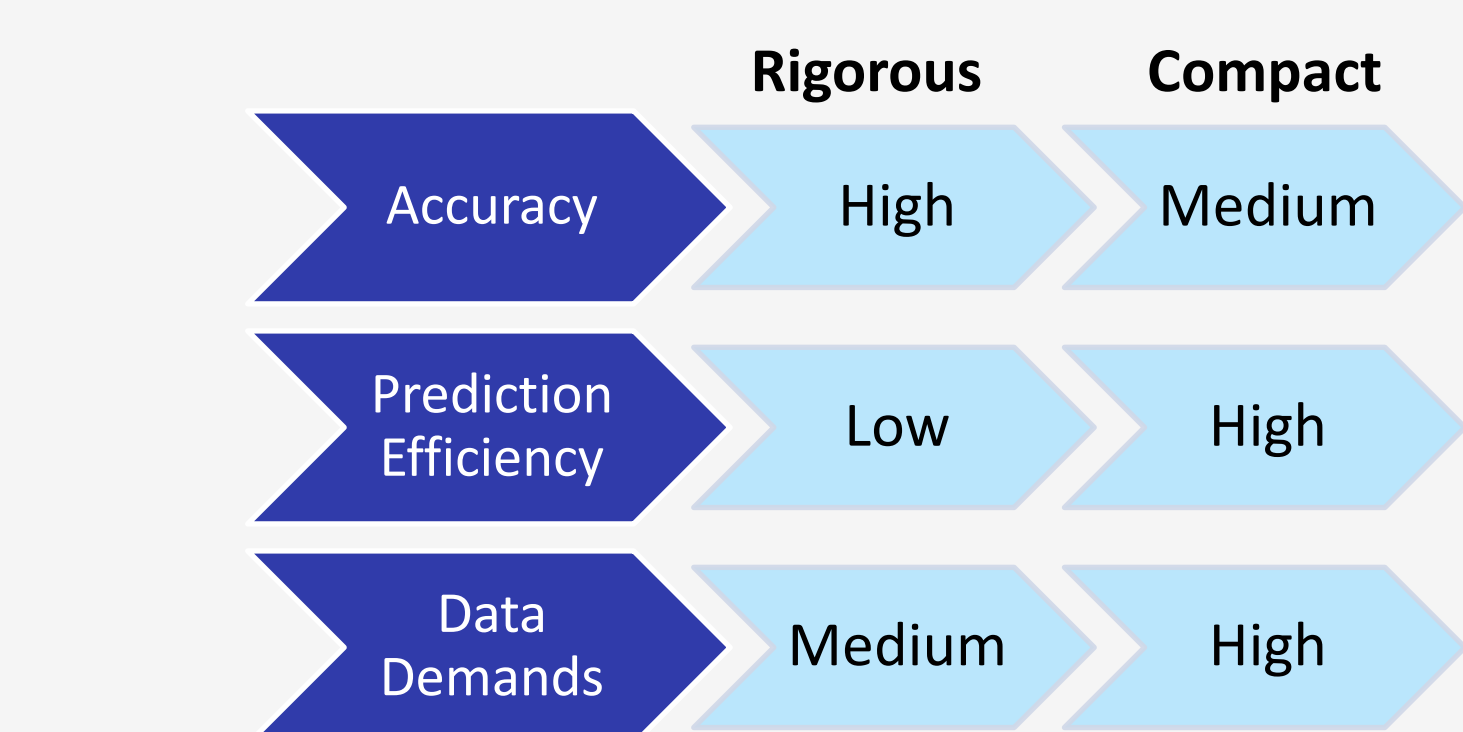 Rigorous Compact
Accuracy High Medium
Prediction
Efficiency Low High
Data
Demands Medium High